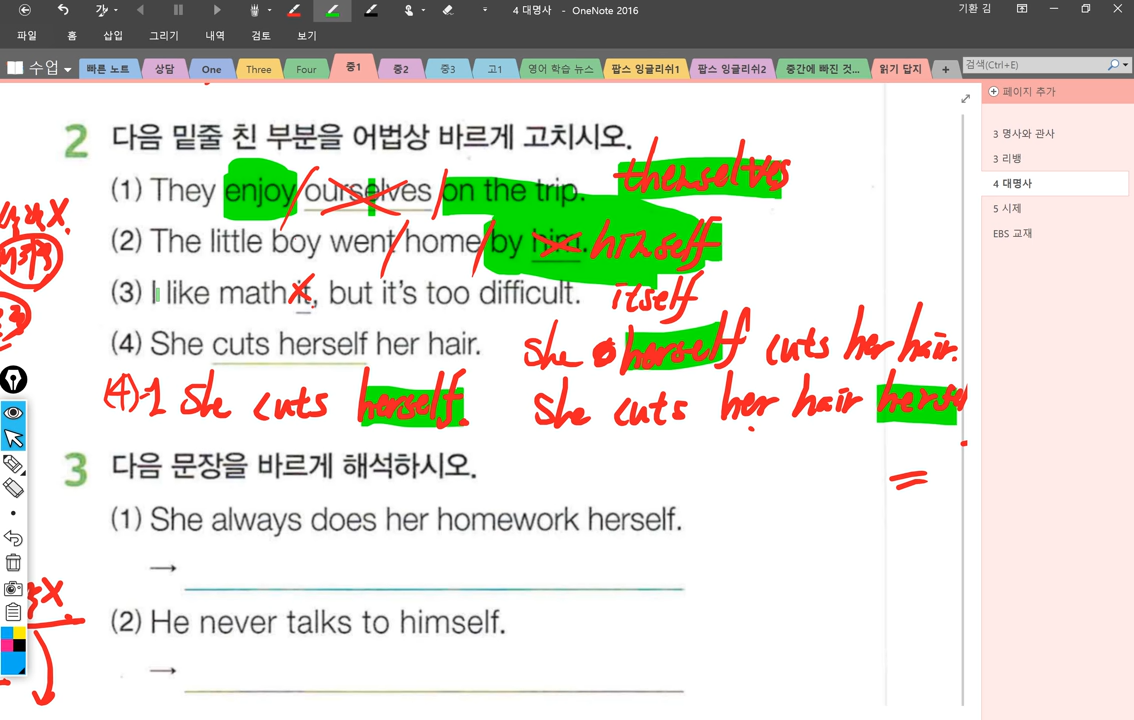 4 대명사 - OneNote 2016
기환 김
파일 홈 삽입 그리기 내역 검토 보기
수업 빠른 노트 상담 One Three Four 중1 중2 중3 고1 영어 학습 뉴스 팝스 잉글리쉬1 팝스 잉글리쉬2 중간에 빠진 것... 읽기 답지 + 검색(Ctrl+E)
페이지 추가
3 명사와 관사
3 리뱅
4 대명사
5 시제
EBS 교재
2 다음 밑줄 친 부분을 어법상 바르게 고치시오.
(1) They enjoy ourselves on the trip. themselves
(2) The little boy went home by him. himself
(3) I like math it, but it's too difficult. itself
(4) She cuts herself her hair. she herself cuts her hair.
(4)-1 She cuts herself. She cuts her hair herse
3 다음 문장을 바르게 해석하시오.
(1) She always does her homework herself.
→
(2) He never talks to himself.
→